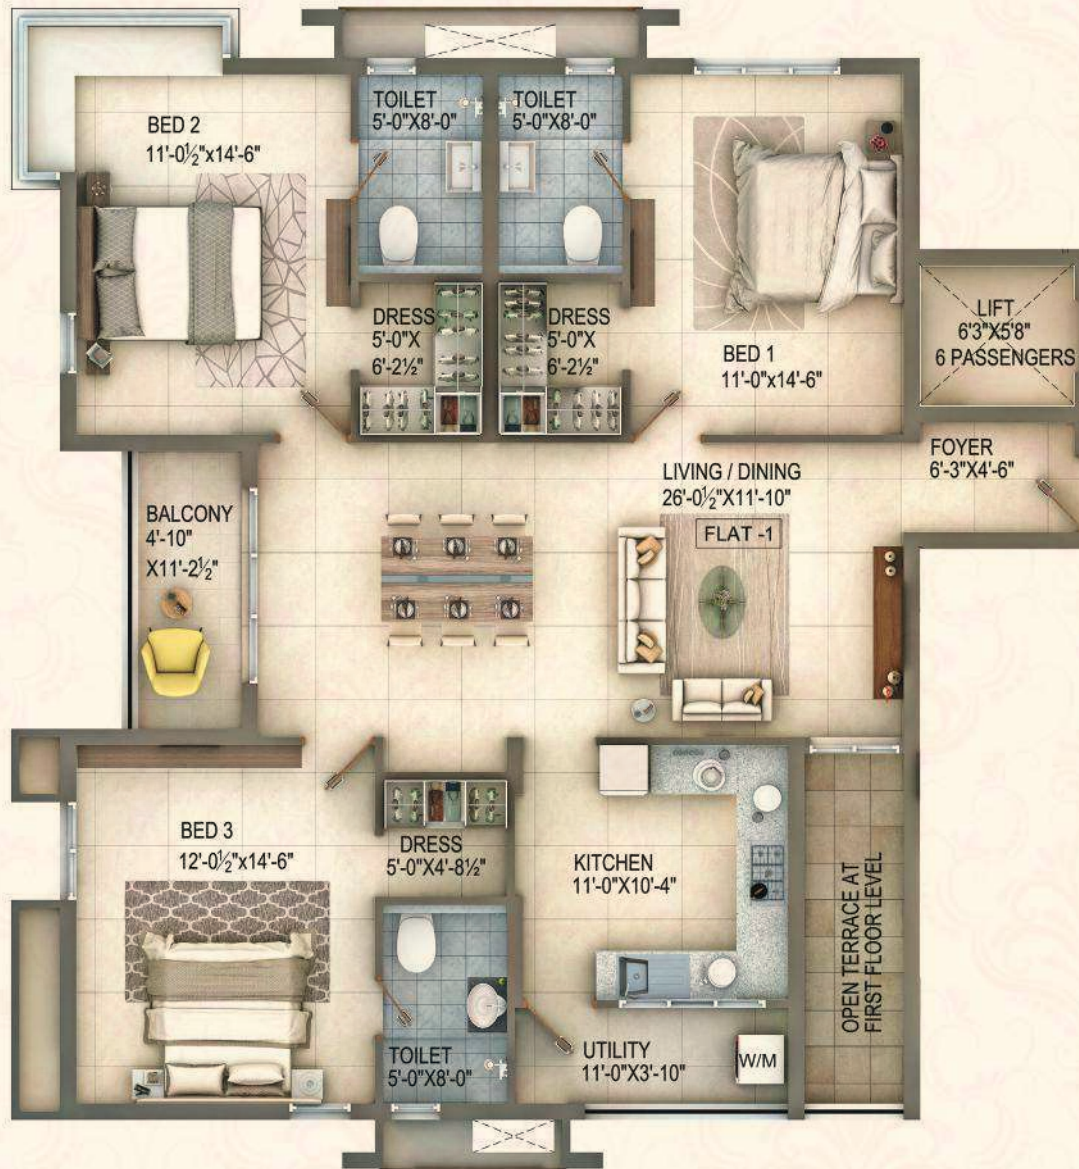 TOILET
5'-0"X8'-0"
TOILET
5'-0"X8'-0"
BED 2
11'-0½"x14'-6"
DRESS
5'-0"X
6'-2½"
DRESS
5'-0"X
6'-2½"
BED 1
11'-0"x14'-6"
LIFT
6'3"X5'8"
6 PASSENGERS
FOYER
6'-3"X4'-6"
LIVING / DINING
26'-0½"X11'-10"
FLAT -1
BALCONY
4'-10"
X11'-2½"
BED 3
12'-0½"x14'-6"
DRESS
5'-0"X4'-8½"
KITCHEN
11'-0"X10'-4"
OPEN TERRACE AT
FIRST FLOOR LEVEL
TOILET
5'-0"X8'-0"
UTILITY
11'-0"X3'-10"
W/M